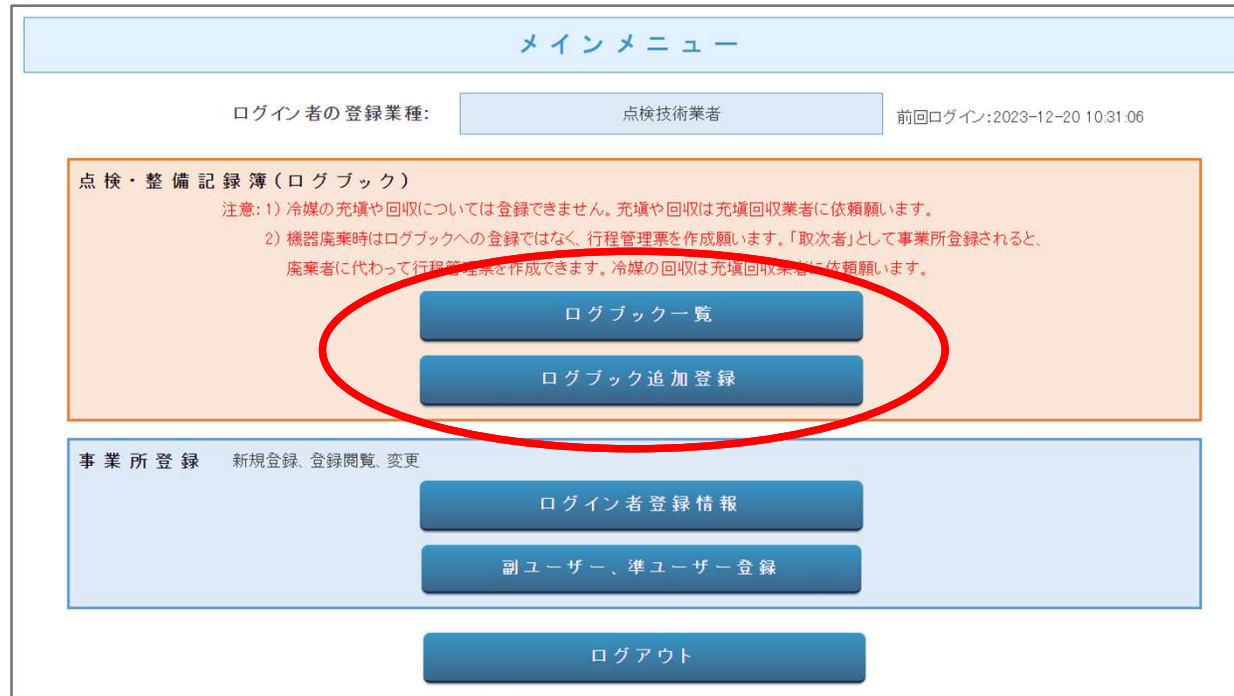 メインメニュー
ログイン者の登録業種: 点検技術業者 前回ログイン:2023-12-20 10:31:06
点検・整備記録簿(ログブック)
注意: 1) 冷媒の充塡や回収については登録できません。充塡や回収は充塡回収業者に依頼願います。
2) 機器廃棄時はログブックへの登録ではなく、行程管理票を作成願います。「取次者」として事業所登録されると、
廃棄者に代わって行程管理票を作成できます。冷媒の回収は充塡回収業者に依頼願います。
ログブック一覧
ログブック追加登録
事業所登録 新規登録、登録閲覧、変更
ログイン者登録情報
副ユーザー、準ユーザー登録
ログアウト